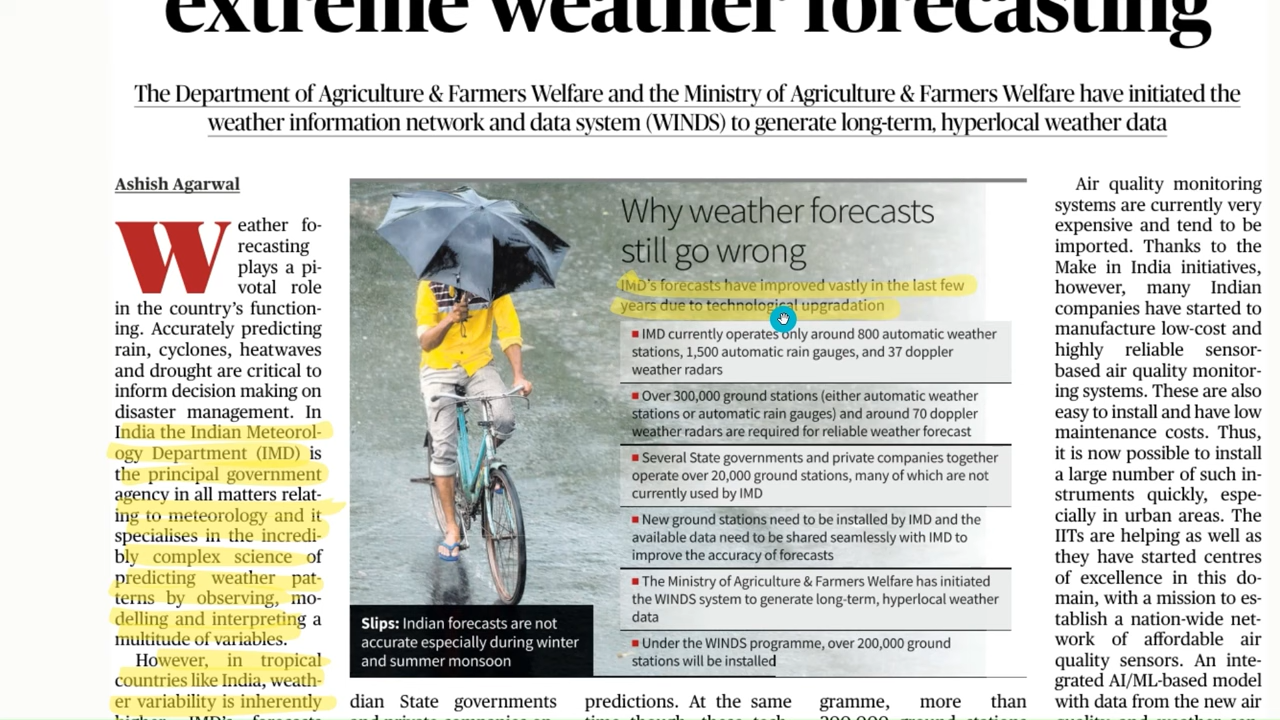 extreme weather forecasting
The Department of Agriculture & Farmers Welfare and the Ministry of Agriculture & Farmers Welfare have initiated the
weather information network and data system (WINDS) to generate long-term, hyperlocal weather data
Ashish Agarwal
Weather fo-
recasting
plays a pi-
votal role
in the country's function-
ing. Accurately predicting
rain, cyclones, heatwaves
and drought are critical to
inform decision making on
disaster management. In
India the Indian Meteorol-
ogy Department (IMD) is
the principal government
agency in all matters relat-
ing to meteorology and it
specialises in the incredi-
bly complex science of
predicting weather pat-
terns by observing, mo-
delling and interpreting a
multitude of variables.
However, in tropical
countries like India, weath-
er variability is inherently
higher. IMD's forecasts
Slips: Indian forecasts are not
accurate especially during winter
and summer monsoon
Why weather forecasts
still go wrong
IMD's forecasts have improved vastly in the last few
years due to technological upgradation
■ IMD currently operates only around 800 automatic weather
stations, 1,500 automatic rain gauges, and 37 doppler
weather radars
■ Over 300,000 ground stations (either automatic weather
stations or automatic rain gauges) and around 70 doppler
weather radars are required for reliable weather forecast
■ Several State governments and private companies together
operate over 20,000 ground stations, many of which are not
currently used by IMD
■ New ground stations need to be installed by IMD and the
available data need to be shared seamlessly with IMD to
improve the accuracy of forecasts
■ The Ministry of Agriculture & Farmers Welfare has initiated
the WINDS system to generate long-term, hyperlocal weather
data
■ Under the WINDS programme, over 200,000 ground
stations will be installed
dian State governments
predictions. At the same
gramme, more than
Air quality monitoring
systems are currently very
expensive and tend to be
imported. Thanks to the
Make in India initiatives,
however, many Indian
companies have started to
manufacture low-cost and
highly reliable sensor-
based air quality monitor-
ing systems. These are also
easy to install and have low
maintenance costs. Thus,
it is now possible to install
a large number of such in-
struments quickly, espe-
cially in urban areas. The
IITs are helping as well as
they have started centres
of excellence in this do-
main, with a mission to es-
tablish a nation-wide net-
work of affordable air
quality sensors. An inte-
grated AI/ML-based model
with data from the new air